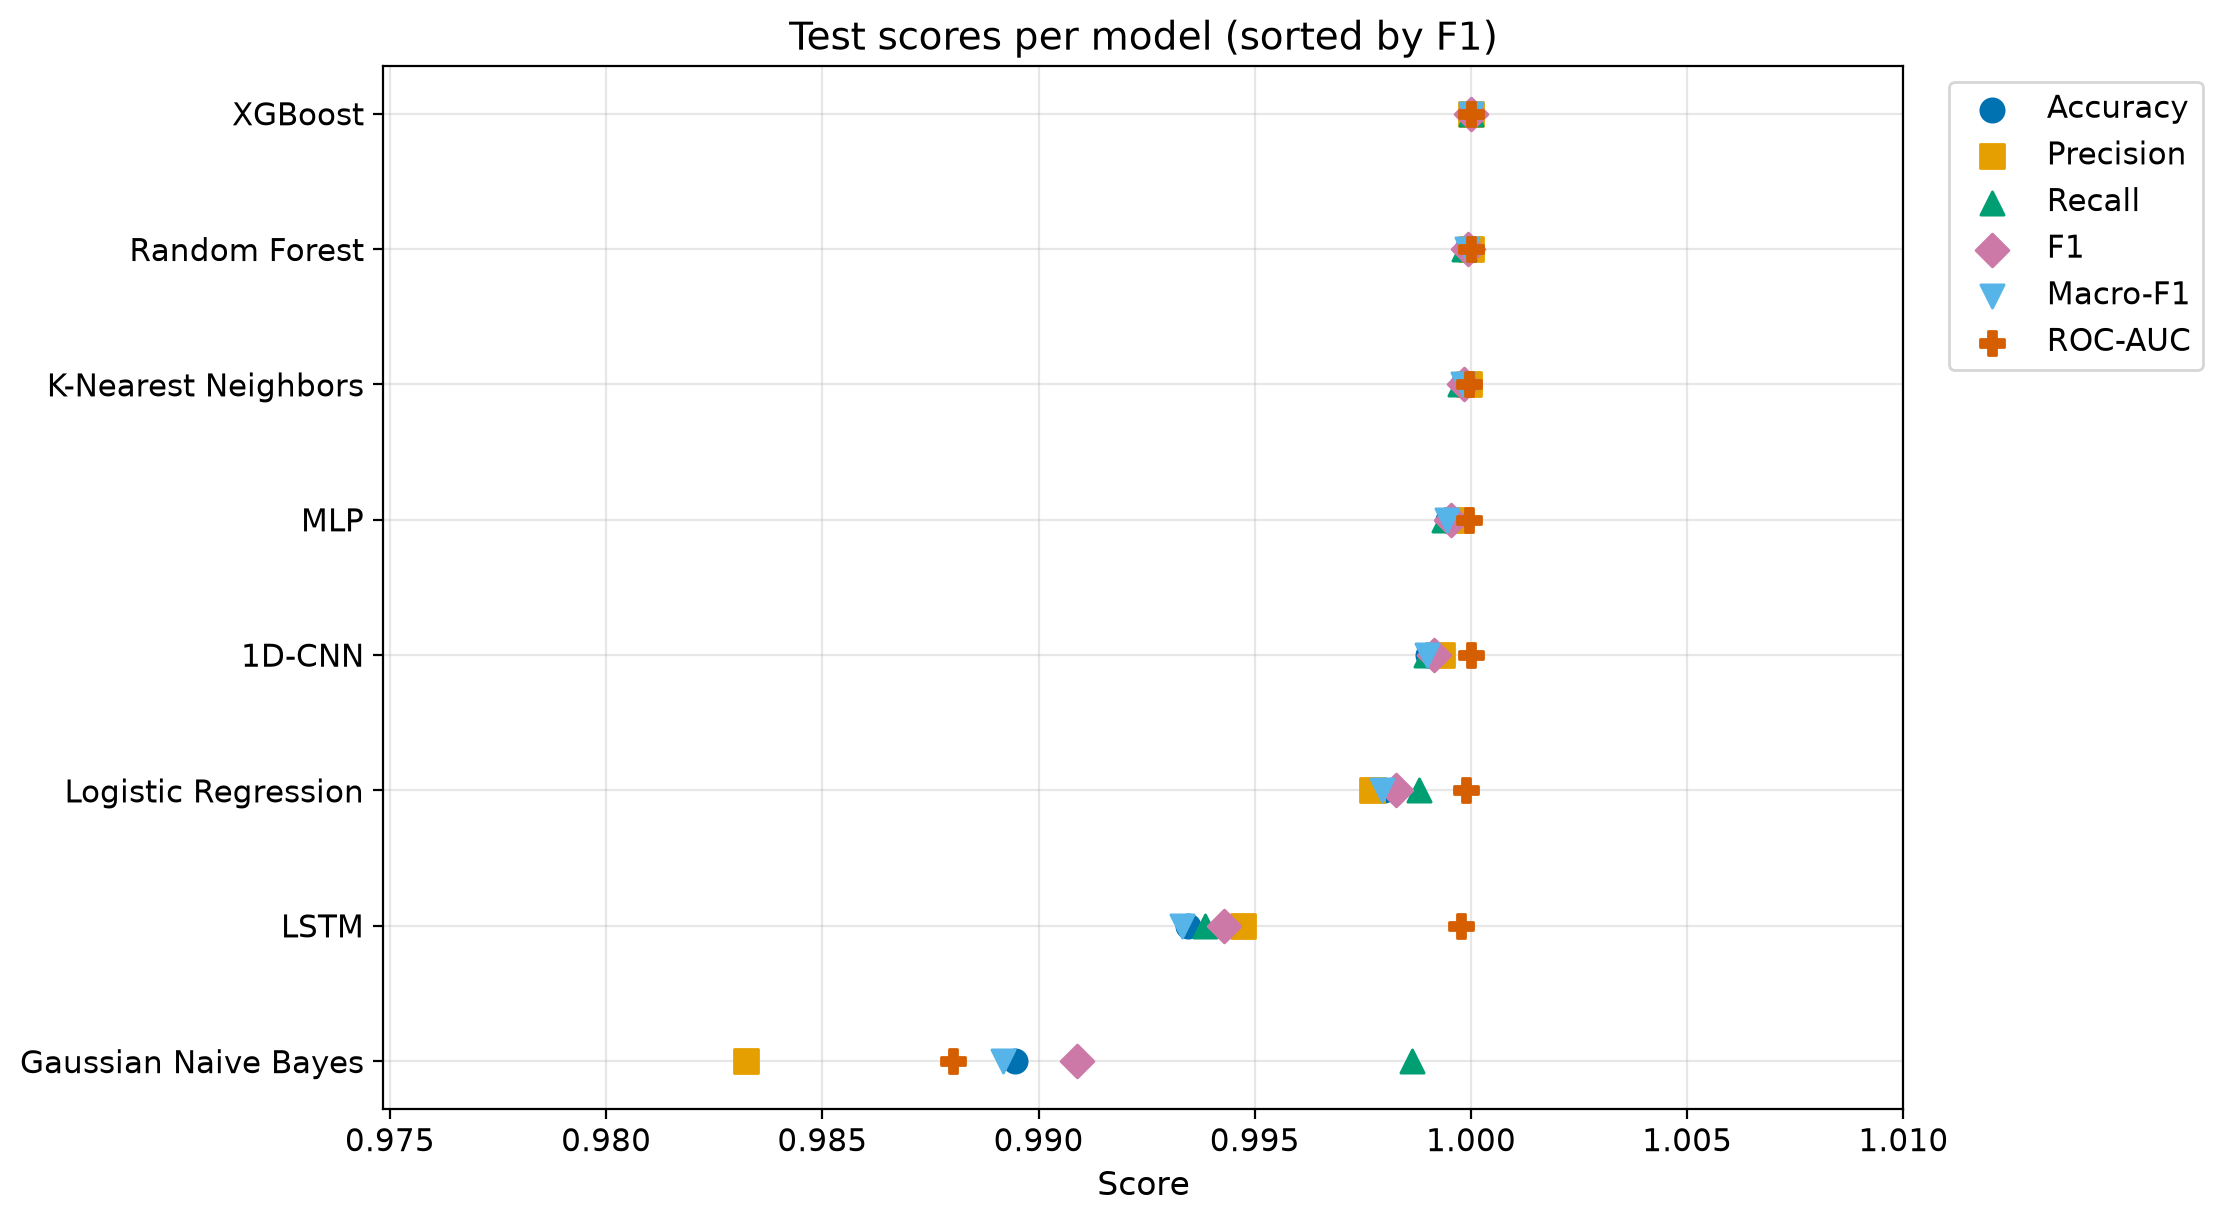 Test scores per model (sorted by F1)
XGBoost
Random Forest
K-Nearest Neighbors
MLP
1D-CNN
Logistic Regression
LSTM
Gaussian Naive Bayes
0.975 0.980 0.985 0.990 0.995 1.000 1.005 1.010
Score
Accuracy
Precision
Recall
F1
Macro-F1
ROC-AUC